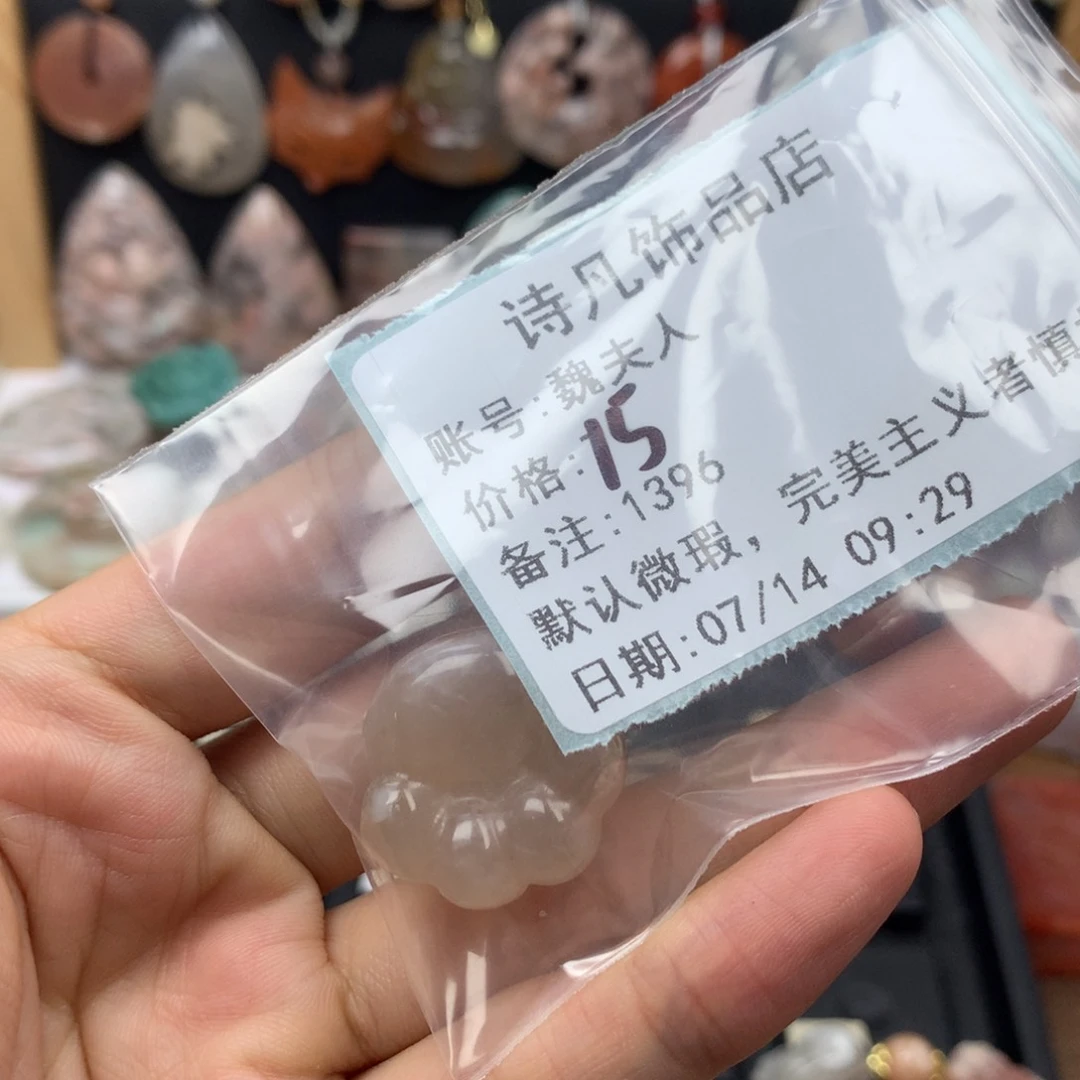 诗凡饰品店
账号:魏夫人
价格:15
备注:1396
默认微瑕，完美主义者慎
日期:07/14 09:29